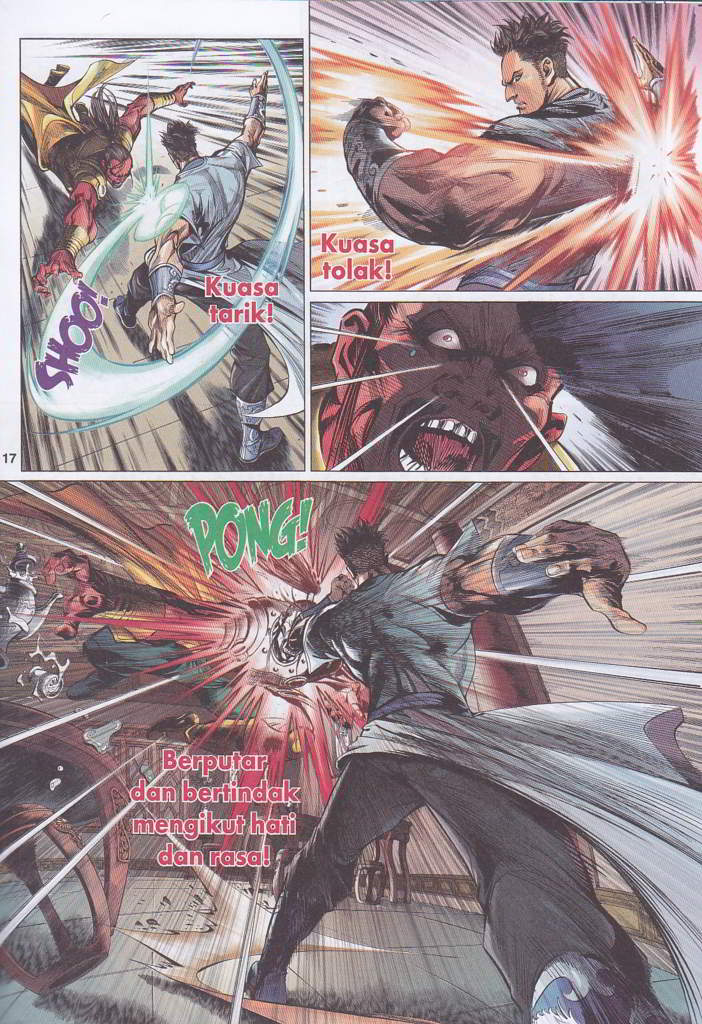 Kuasa
tarik!
SHOO!
Kuasa
tolak!
17
PONG!
Berputar
dan bertindak
mengikut hati
dan rasa!